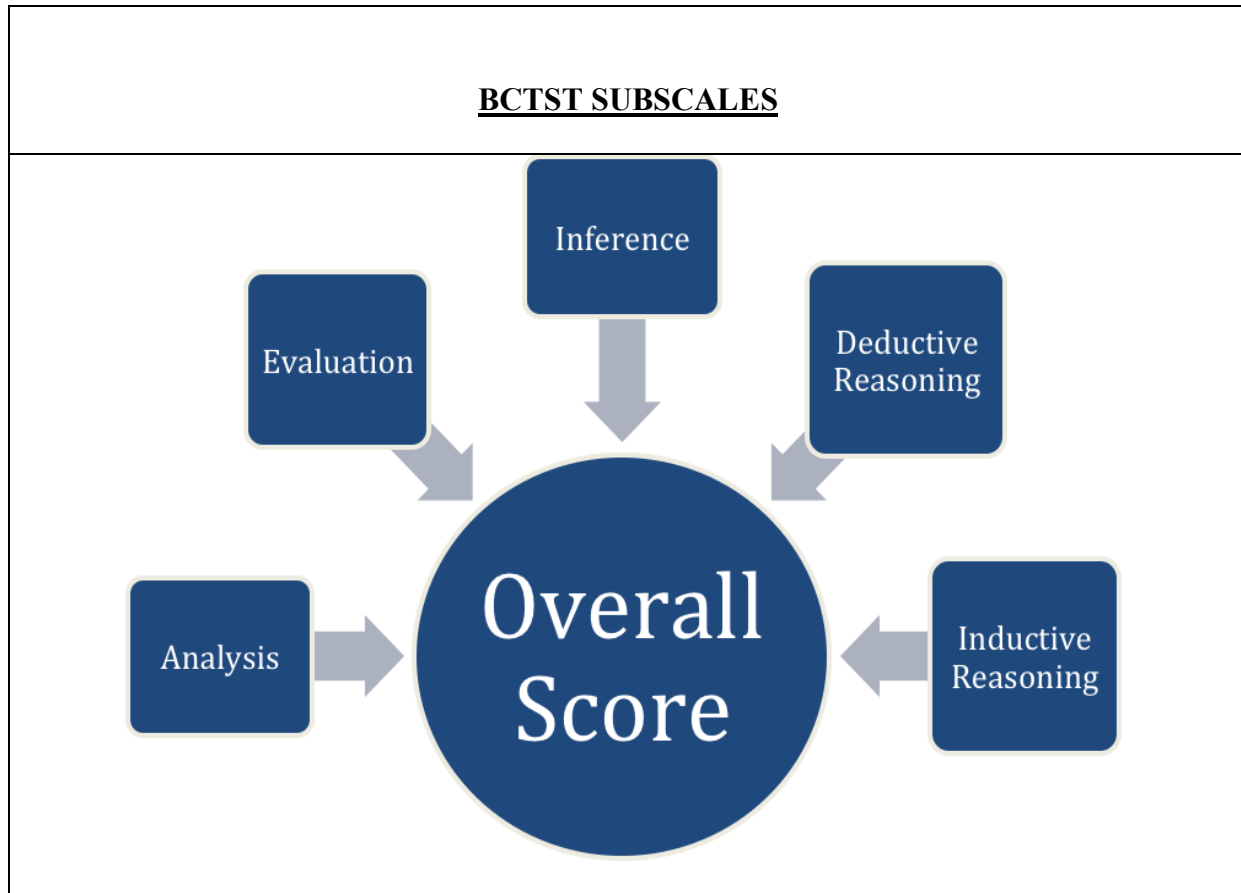 BCTST SUBSCALES
Inference
Evaluation
Deductive
Reasoning
Analysis
Overall
Score
Inductive
Reasoning